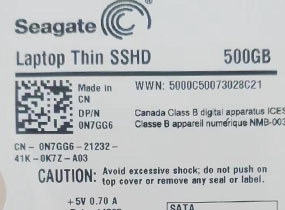 Seagate
Laptop Thin SSHD 500GB
Made in WWN: 5000C50073028C21
CN
DP/N Canada Class B digital apparatus ICES
0N7GG6 Classe B appareil numérique NMB-003
CN - 0N7GG6 - 21232 -
41K - 0K7Z - A03
CAUTION: Avoid excessive shock; do not push on
top cover or remove any seal or label.
+5V 0.70 A
SATA